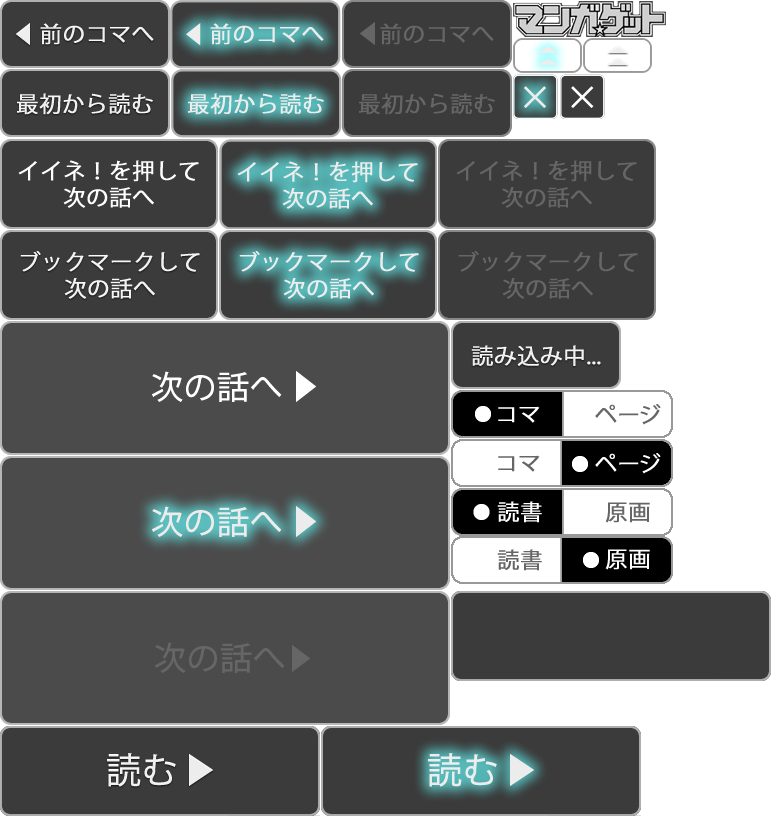 前のコマへ
前のコマへ
前のコマへ
マンガ☆ゲット
最初から読む
最初から読む
最初から読む
イイネ！を押して
次の話へ
イイネ！を押して
次の話へ
イイネ！を押して
次の話へ
ブックマークして
次の話へ
ブックマークして
次の話へ
ブックマークして
次の話へ
次の話へ
読み込み中...
コマ ページ
コマ ページ
次の話へ
読書 原画
読書 原画
次の話へ
読む
読む